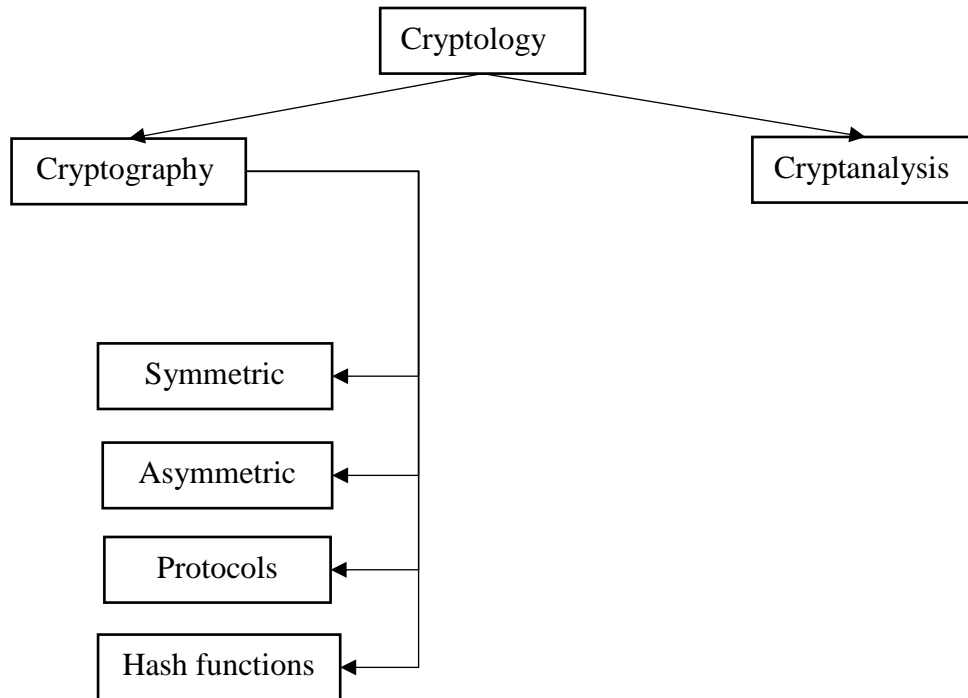 Cryptology
Cryptography
Cryptanalysis
Symmetric
Asymmetric
Protocols
Hash functions